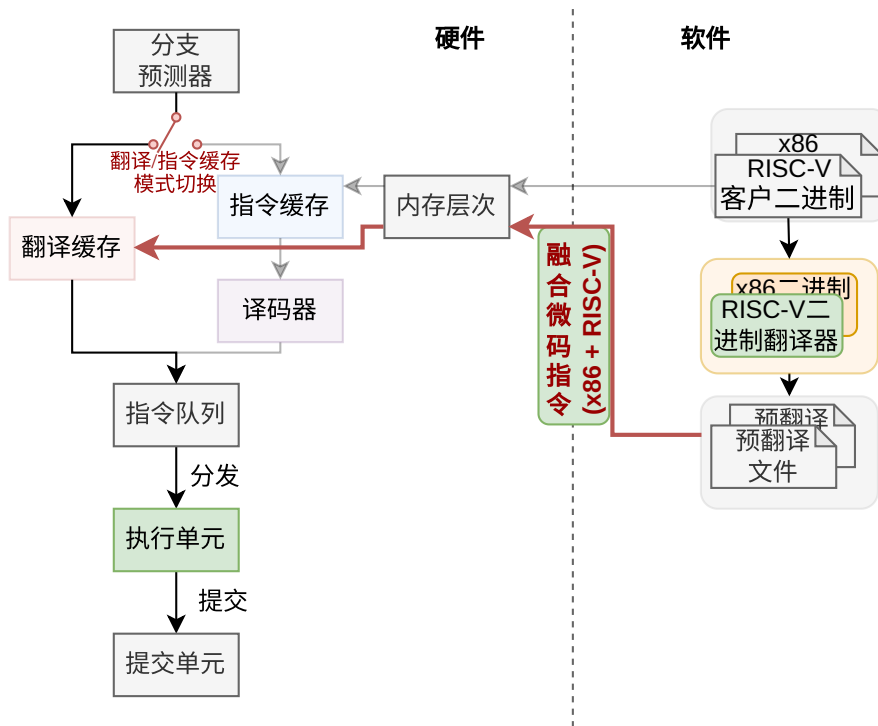 硬件
软件
分支
预测器
翻译/指令缓存
模式切换
指令缓存
内存层次
x86
RISC-V
客户二进制
翻译缓存
译码器
融合微码指令
(x86 + RISC-V)
x86二进制
RISC-V二
进制翻译器
指令队列
预翻译
预翻译
文件
分发
执行单元
提交
提交单元